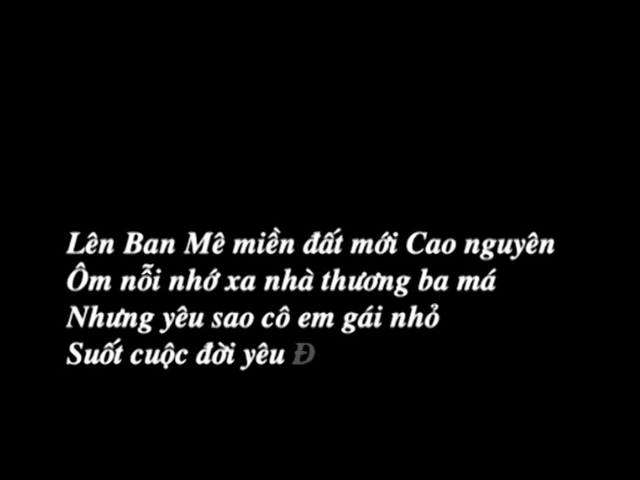 Lên Ban Mê miền đất mới Cao nguyên
Ôm nỗi nhớ xa nhà thương ba má
Nhưng yêu sao cô em gái nhỏ
Suốt cuộc đời yêu Đ